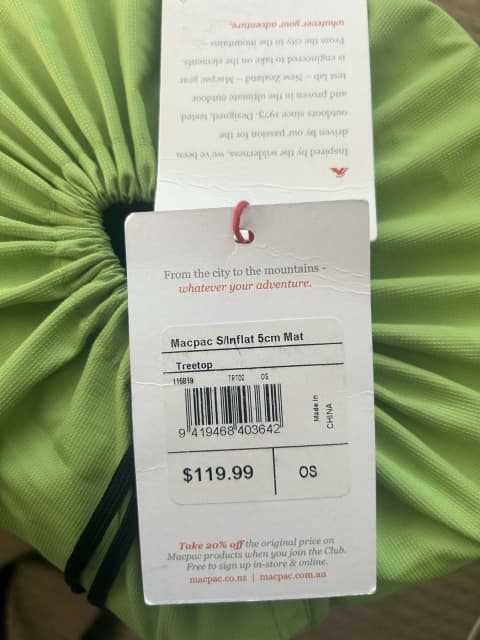 Inspired by the wilderness, we've been
driven by our passion for the
outdoors since 1973. Designed, tested
and proven in the ultimate outdoor
test lab - New Zealand - Macpac gear
is engineered to take on the elements
From the city to the mountains
whatever your adventure.
From the city to the mountains -
whatever your adventure.
Macpac S/Inflat 5cm Mat
Treetop
116819 TRT00 OS
9 419468 403642
Made In
CHINA
$119.99 OS
Take 20% off the original price on
Macpac products when you join the Club.
Free to sign up in-store & online.
macpac.co.nz | macpac.com.au